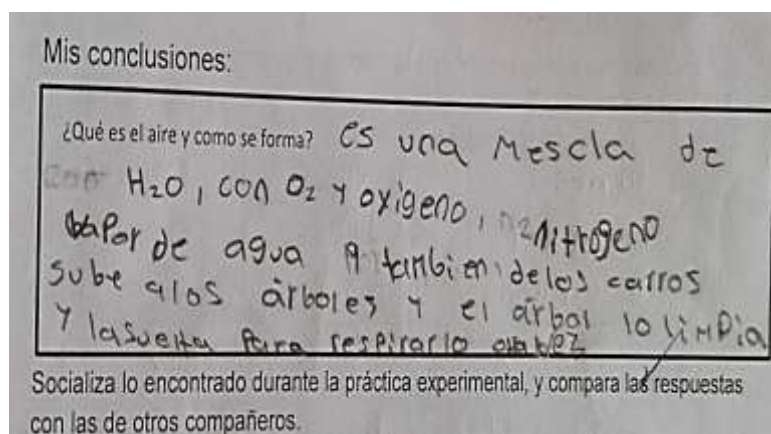 Mis conclusiones:
¿Qué es el aire y como se forma? es una mescla de
H₂O, con O₂ y oxigeno, nitrogeno
bapor de agua tambien de los carros
sube alos árboles y el árbol lo limpia
y lasuelta para respirarlo
Socializa lo encontrado durante la práctica experimental, y compara las respuestas
con las de otros compañeros.